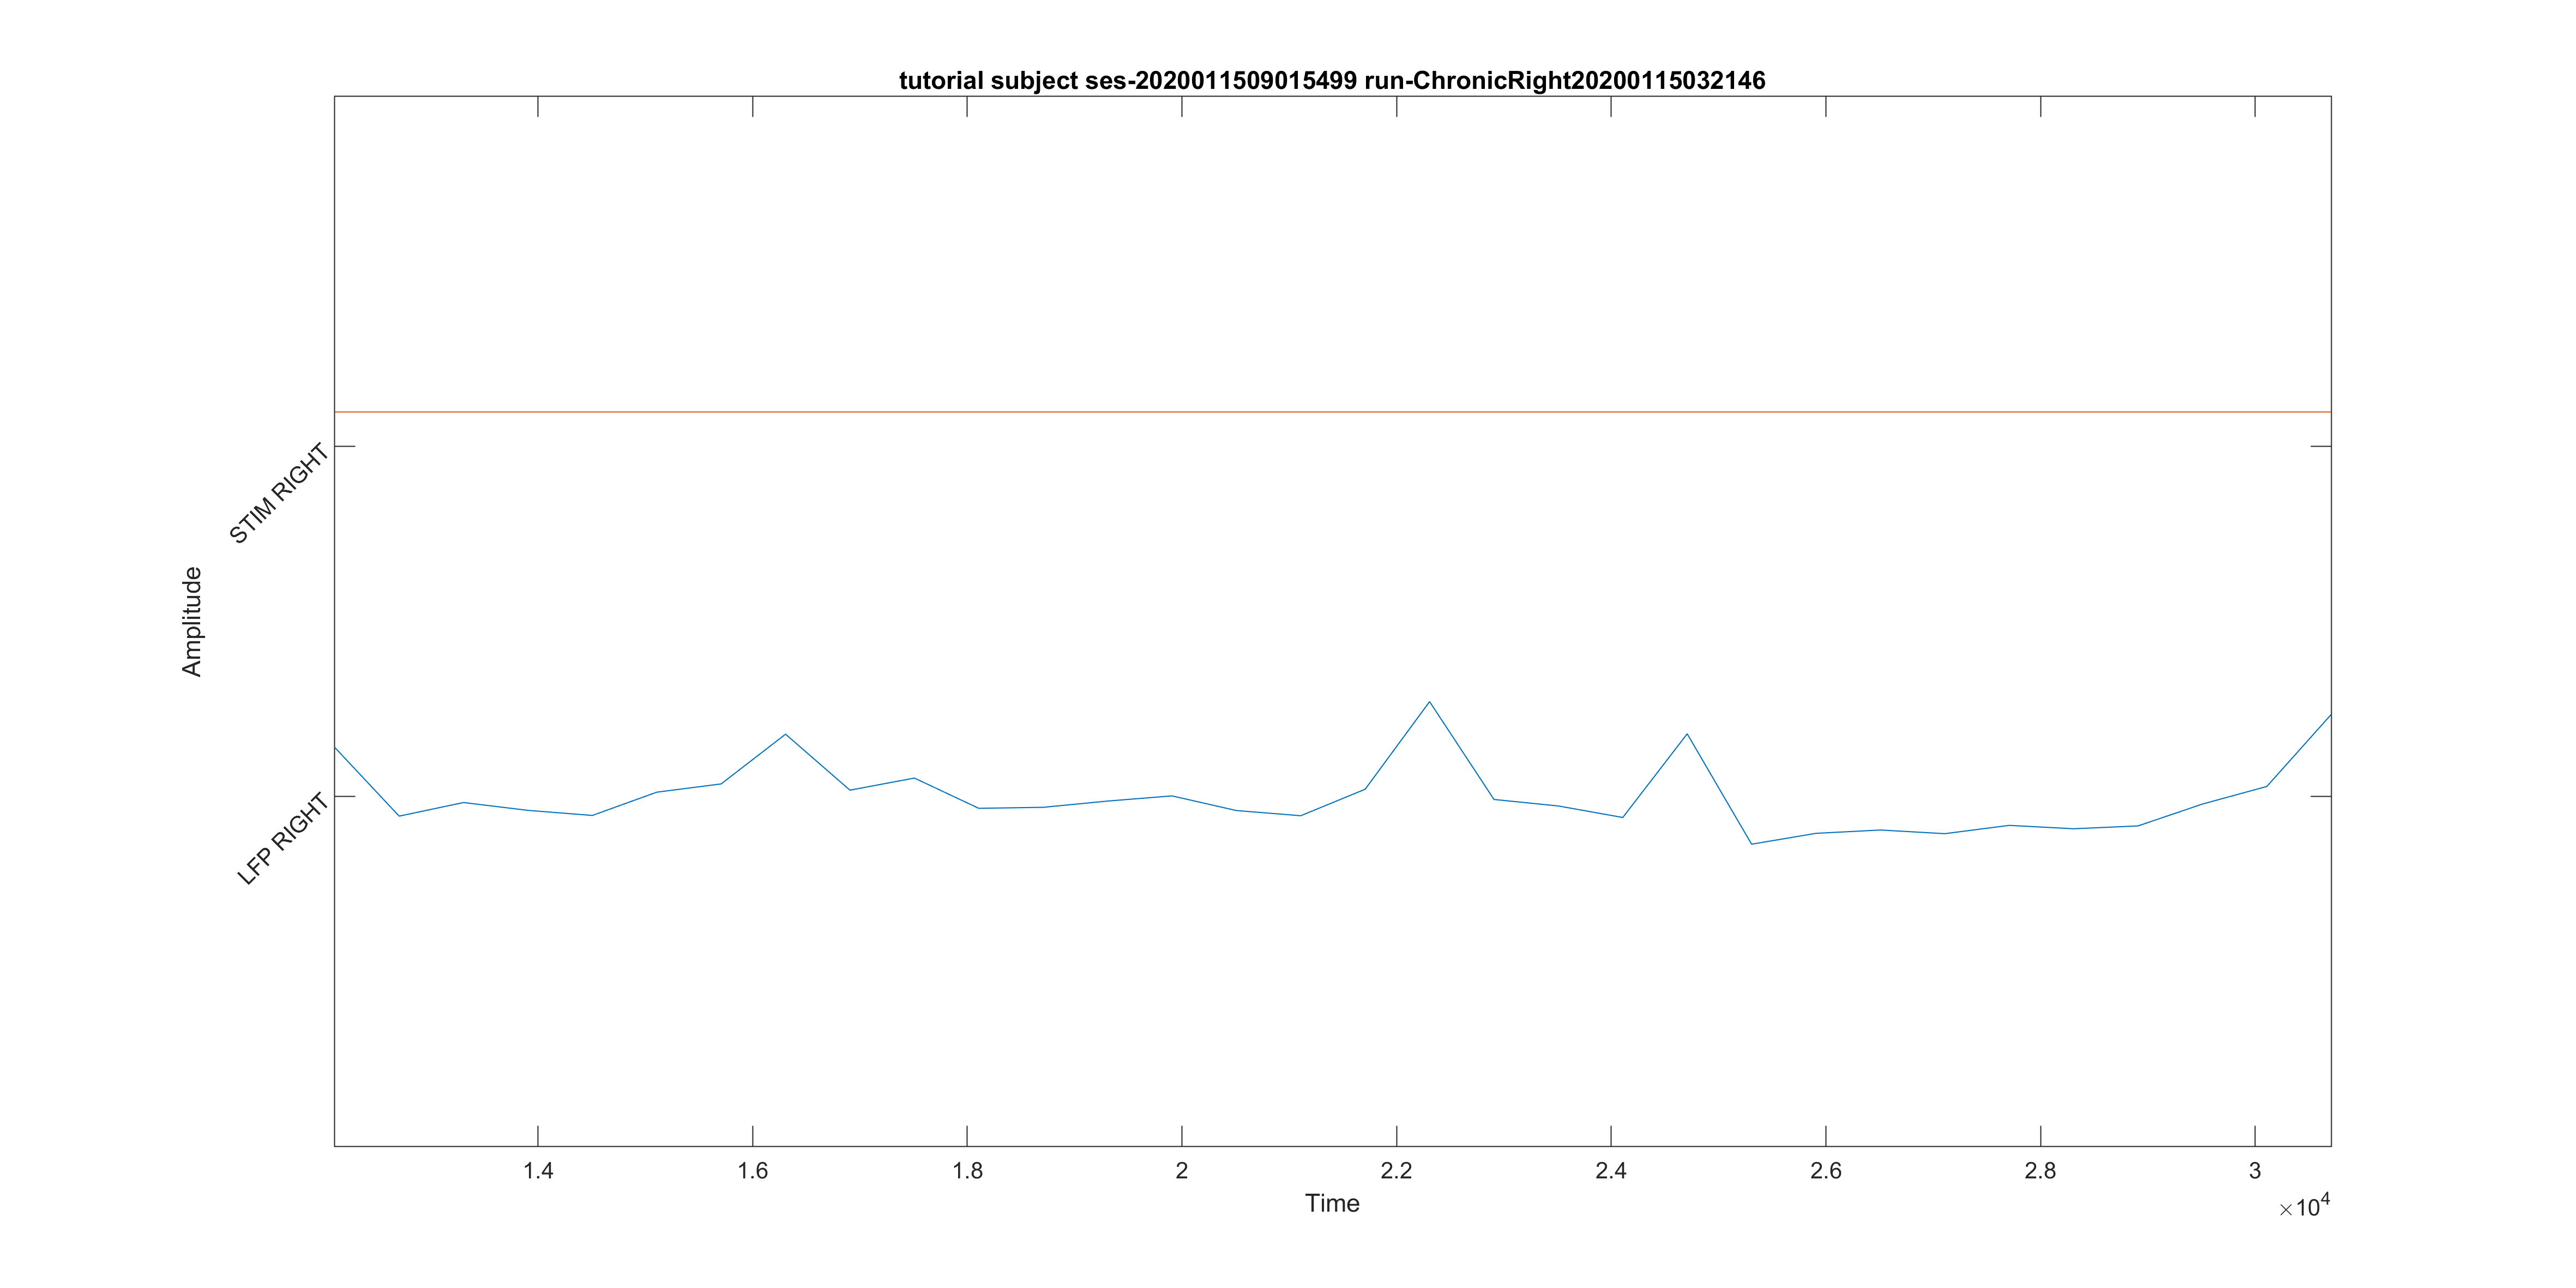 tutorial subject ses-2020011509015499 run-ChronicRight20200115032146
STIM RIGHT
Amplitude
LFP RIGHT
1.4 1.6 1.8 2 2.2 2.4 2.6 2.8 3
Time
×10⁴